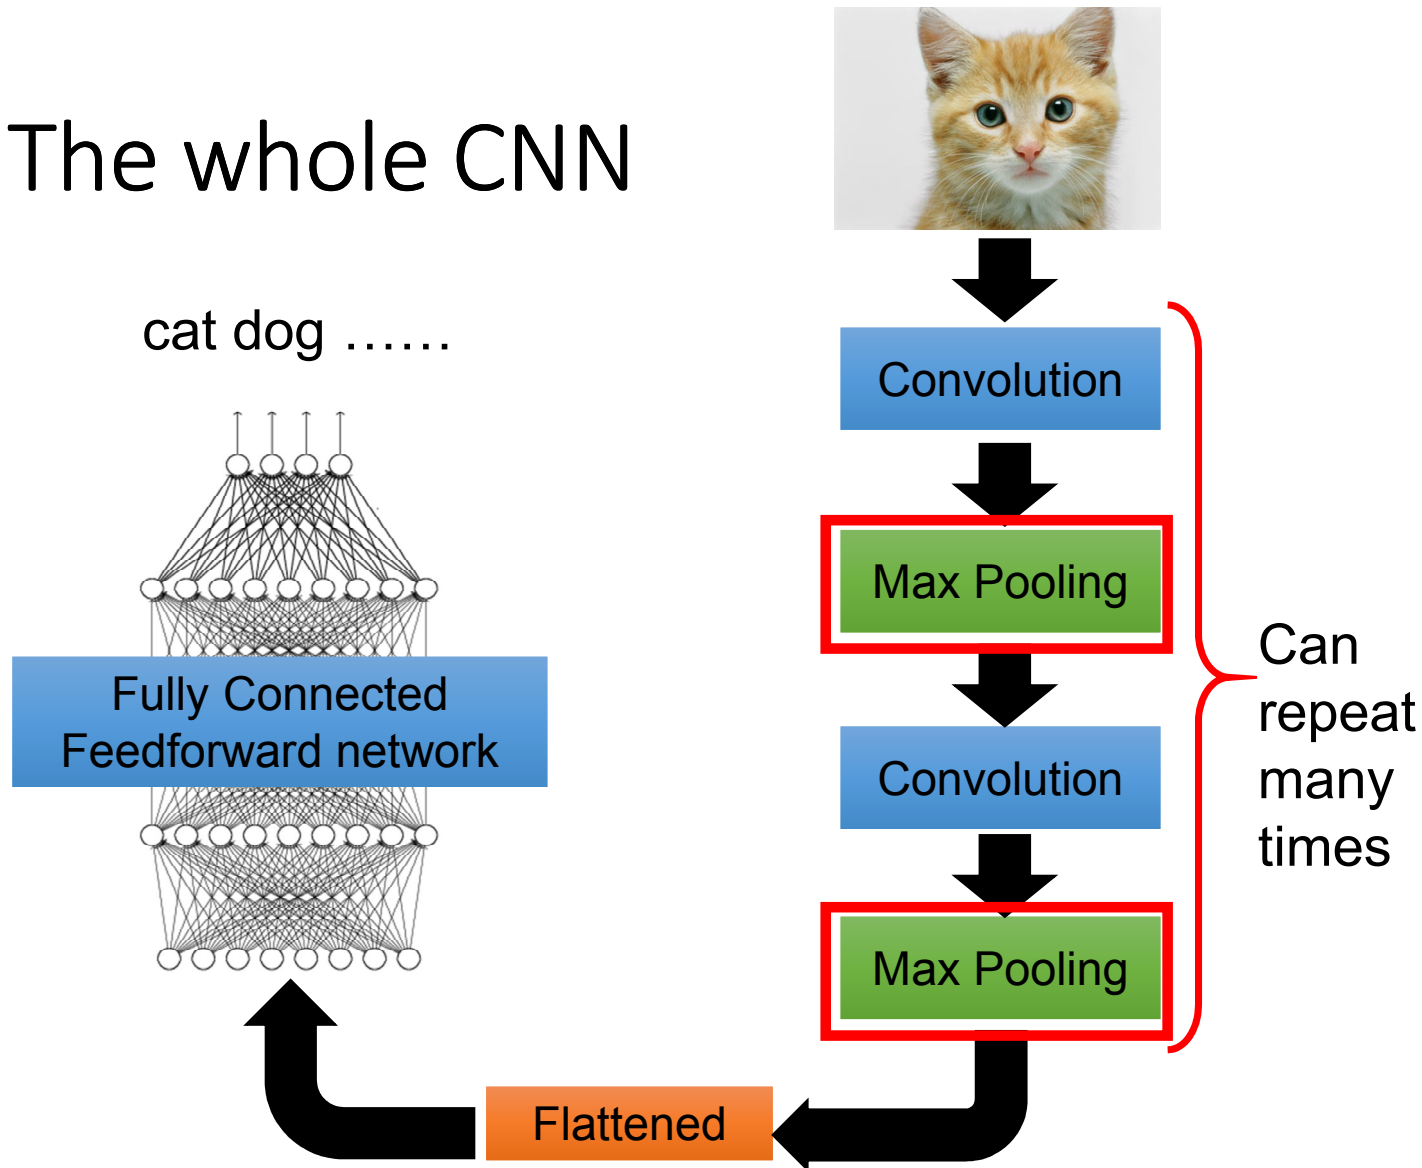 The whole CNN
cat dog ……
Convolution
Max Pooling
Convolution
Max Pooling
Can
repeat
many
times
Flattened
Fully Connected
Feedforward network